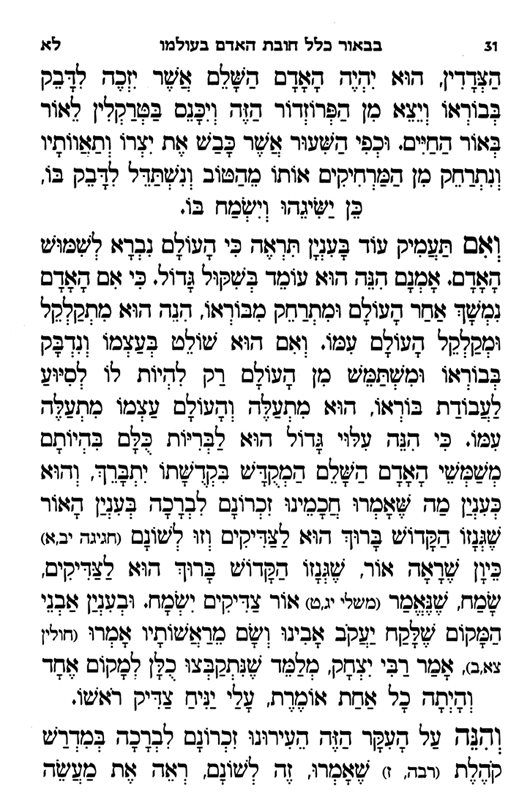 31 בבאור כלל חובת האדם בעולמו לא
הַצְּדָדִין, הוּא יִהְיֶה הָאָדָם הַשָּׁלֵם אֲשֶׁר יִזְכֶּה לִדָּבֵק
בְּבוֹרְאוֹ וְיֵצֵא מִן הַפְּרוֹזְדוֹר הַזֶּה וְיִכָּנֵס בַּטְּרַקְלִין לֵאוֹר
בְּאוֹר הַחַיִּים. וּכְפִי הַשִּׁעוּר אֲשֶׁר כָּבַשׁ אֶת יִצְרוֹ וְתַאֲווֹתָיו
וְנִתְרַחֵק מִן הַמַּרְחִיקִים אוֹתוֹ מֵהַטּוֹב וְנִשְׁתַּדֵּל לִדָּבֵק בּוֹ,
כֵּן יַשִּׂיגֵהוּ וְיִשְׂמַח בּוֹ.
וְאִם תַּעֲמִיק עוֹד בָּעִנְיָן תִּרְאֶה כִּי הָעוֹלָם נִבְרָא לְשִׁמּוּשׁ
הָאָדָם. אָמְנָם הִנֵּה הוּא עוֹמֵד בְּשִׁקּוּל גָּדוֹל. כִּי אִם הָאָדָם
נִמְשָׁךְ אַחַר הָעוֹלָם וּמִתְרַחֵק מִבּוֹרְאוֹ, הִנֵּה הוּא מִתְקַלְקֵל
וּמְקַלְקֵל הָעוֹלָם עִמּוֹ. וְאִם הוּא שׁוֹלֵט בְּעַצְמוֹ וְנִדְבָּק
בְּבוֹרְאוֹ וּמִשְׁתַּמֵּשׁ מִן הָעוֹלָם רַק לִהְיוֹת לוֹ לְסִיּוּעַ
לַעֲבוֹדַת בּוֹרְאוֹ, הוּא מִתְעַלֶּה וְהָעוֹלָם עַצְמוֹ מִתְעַלֶּה
עִמּוֹ. כִּי הִנֵּה עִלּוּי גָּדוֹל הוּא לַבְּרִיּוֹת כֻּלָּם בִּהְיוֹתָם
מְשַׁמְּשֵׁי הָאָדָם הַשָּׁלֵם הַמְקֻדָּשׁ בִּקְדֻשָּׁתוֹ יִתְבָּרֵךְ, וְהוּא
כְּעִנְיַן מַה שֶּׁאָמְרוּ חֲכָמֵינוּ זִכְרוֹנָם לִבְרָכָה בְּעִנְיַן הָאוֹר
שֶׁגְּנָזוֹ הַקָּדוֹשׁ בָּרוּךְ הוּא לַצַּדִּיקִים וְזוּ לְשׁוֹנָם (חגיגה יב,א)
כֵּיוָן שֶׁרָאָה אוֹר, שֶׁגְּנָזוֹ הַקָּדוֹשׁ בָּרוּךְ הוּא לַצַּדִּיקִים,
שָׂמַח, שֶׁנֶּאֱמַר (משלי יג,ט) אוֹר צַדִּיקִים יִשְׂמָח. וּבְעִנְיַן אַבְנֵי
הַמָּקוֹם שֶׁלָּקַח יַעֲקֹב אָבִינוּ וְשָׂם מֵרַאֲשׁוֹתָיו אָמְרוּ (חולין
צא,ב), אָמַר רַבִּי יִצְחָק, מְלַמֵּד שֶׁנִּתְקַבְּצוּ כֻלָּן לְמָקוֹם אֶחָד
וְהָיְתָה כָּל אַחַת אוֹמֶרֶת, עָלַי יַנִּיחַ צַדִּיק רֹאשׁוֹ.
וְהִנֵּה עַל הָעִקָּר הַזֶּה הֱעִירוּנוּ זִכְרוֹנָם לִבְרָכָה בְּמִדְרַשׁ
קֹהֶלֶת (רבה, ז) שֶׁאָמְרוּ, זֶה לְשׁוֹנָם, רְאֵה אֶת מַעֲשֵׂה